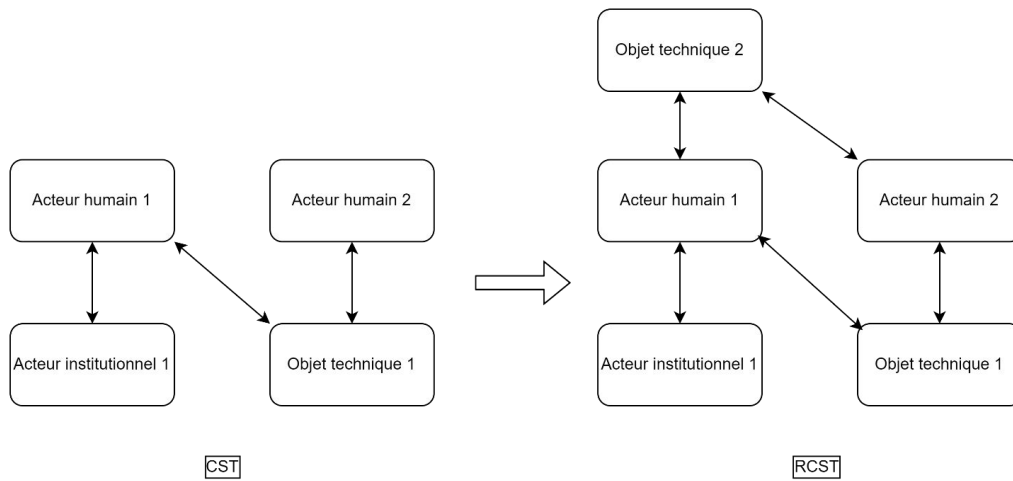 Objet technique 2
Acteur humain 1
Acteur humain 2
Acteur humain 1
Acteur humain 2
Acteur institutionnel 1
Objet technique 1
Acteur institutionnel 1
Objet technique 1
CST
RCST